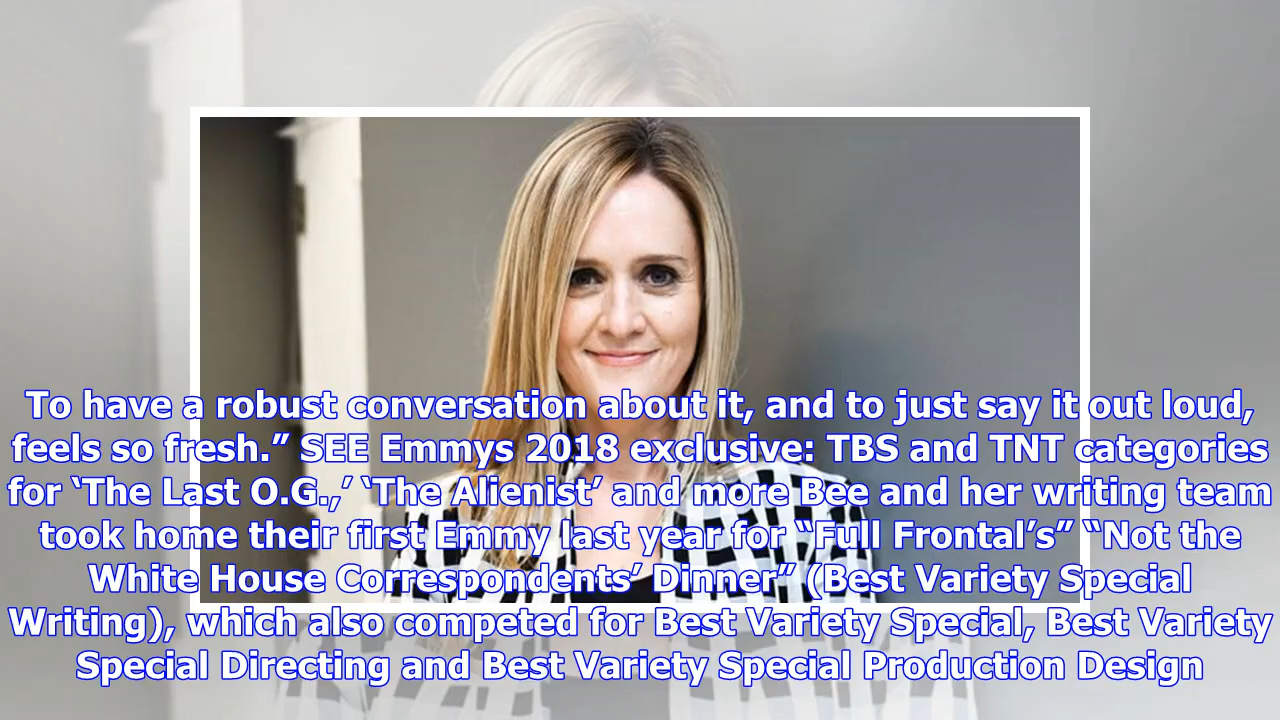 To have a robust conversation about it, and to just say it out loud,
feels so fresh.” SEE Emmys 2018 exclusive: TBS and TNT categories
for ‘The Last O.G.,’ ‘The Alienist’ and more Bee and her writing team
took home their first Emmy last year for “Full Frontal’s” “Not the
White House Correspondents’ Dinner” (Best Variety Special
Writing), which also competed for Best Variety Special, Best Variety
Special Directing and Best Variety Special Production Design